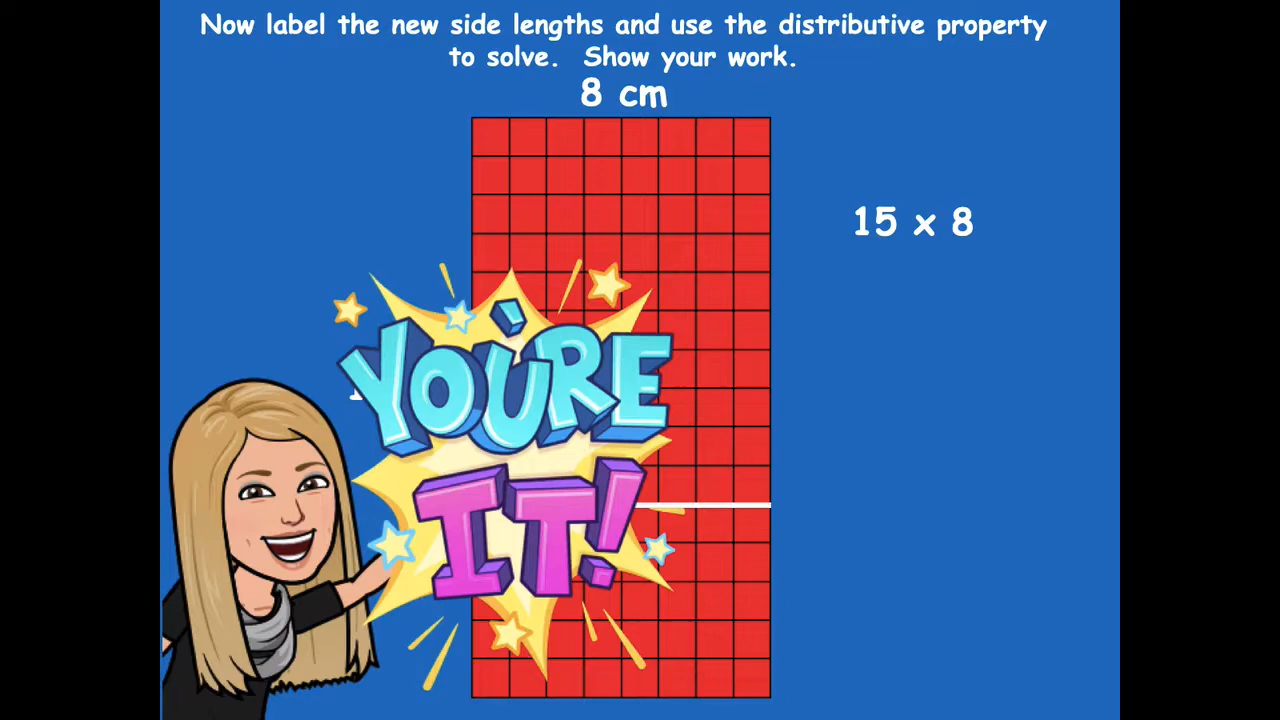 Now label the new side lengths and use the distributive property
to solve. Show your work.
8 cm
15 x 8
YOU'RE
IT!